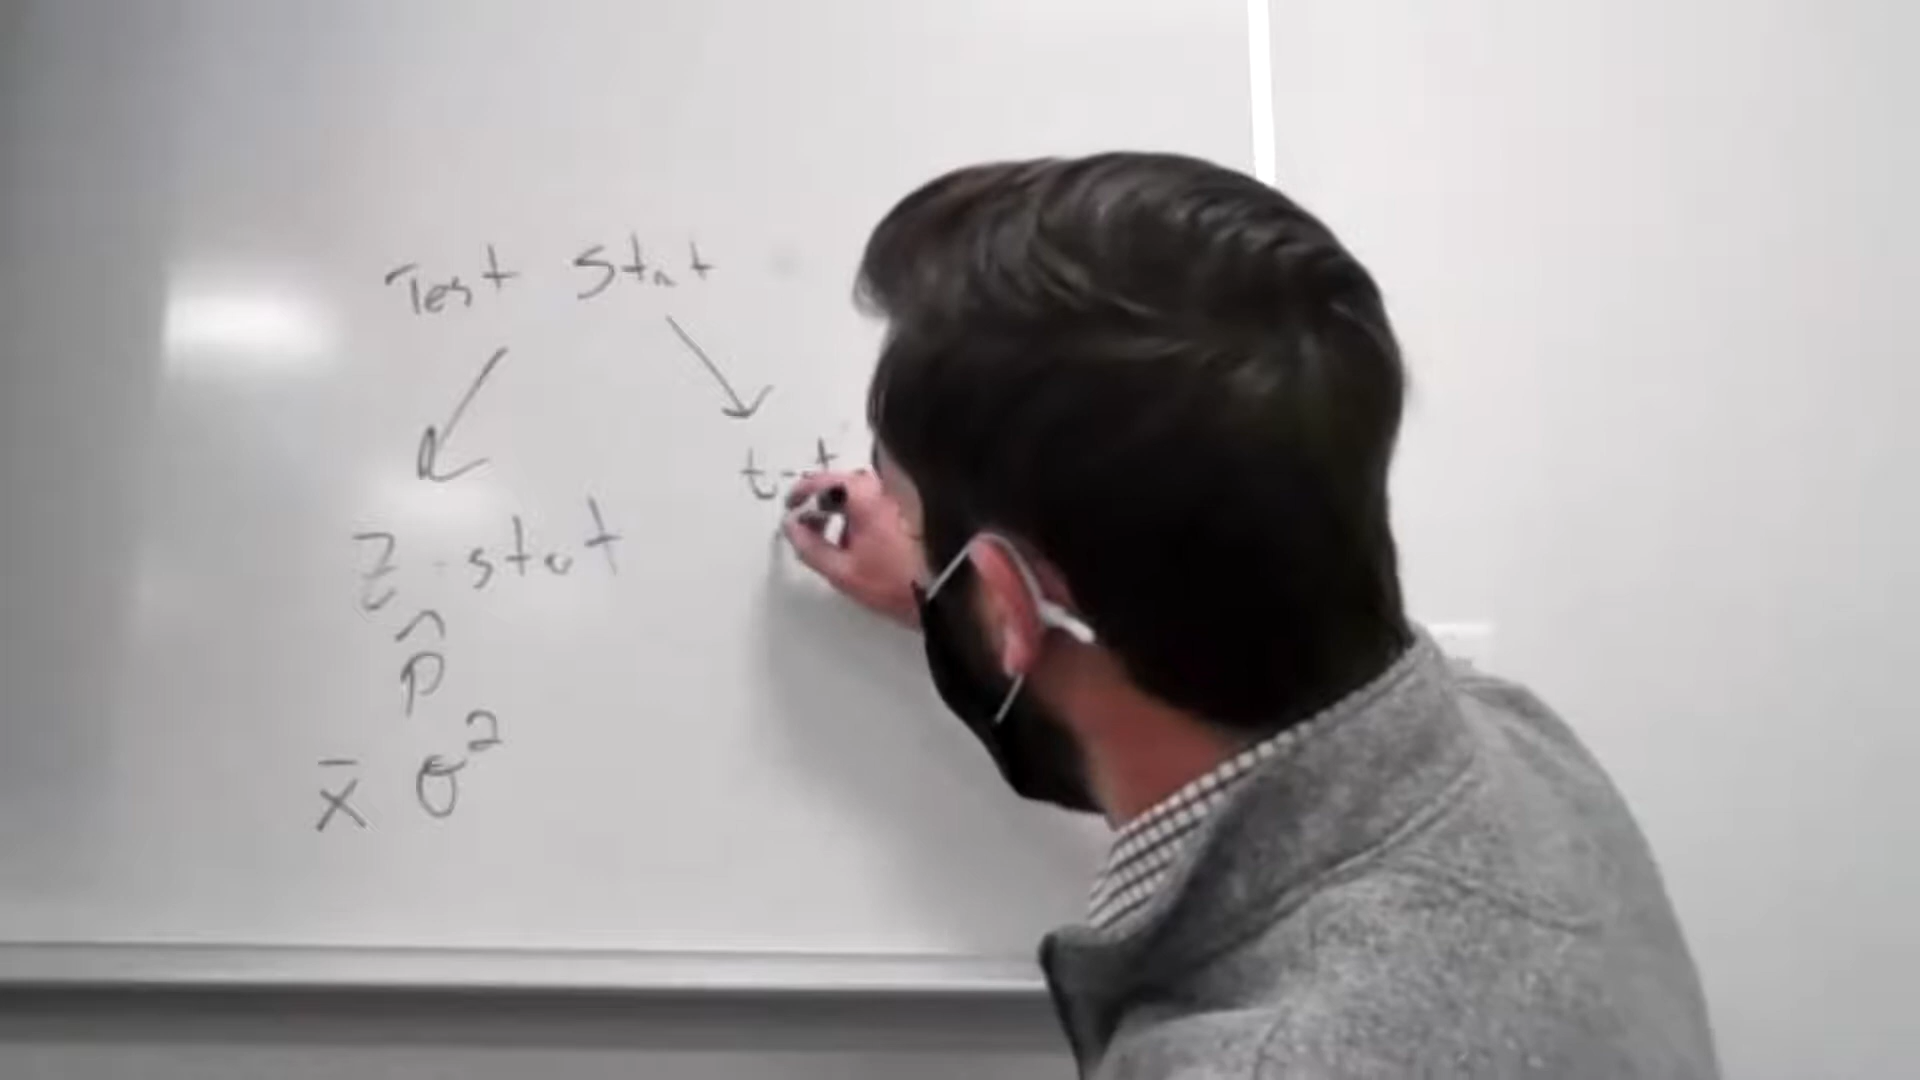 Test Stat
z-stat
p̂
x̄ σ²